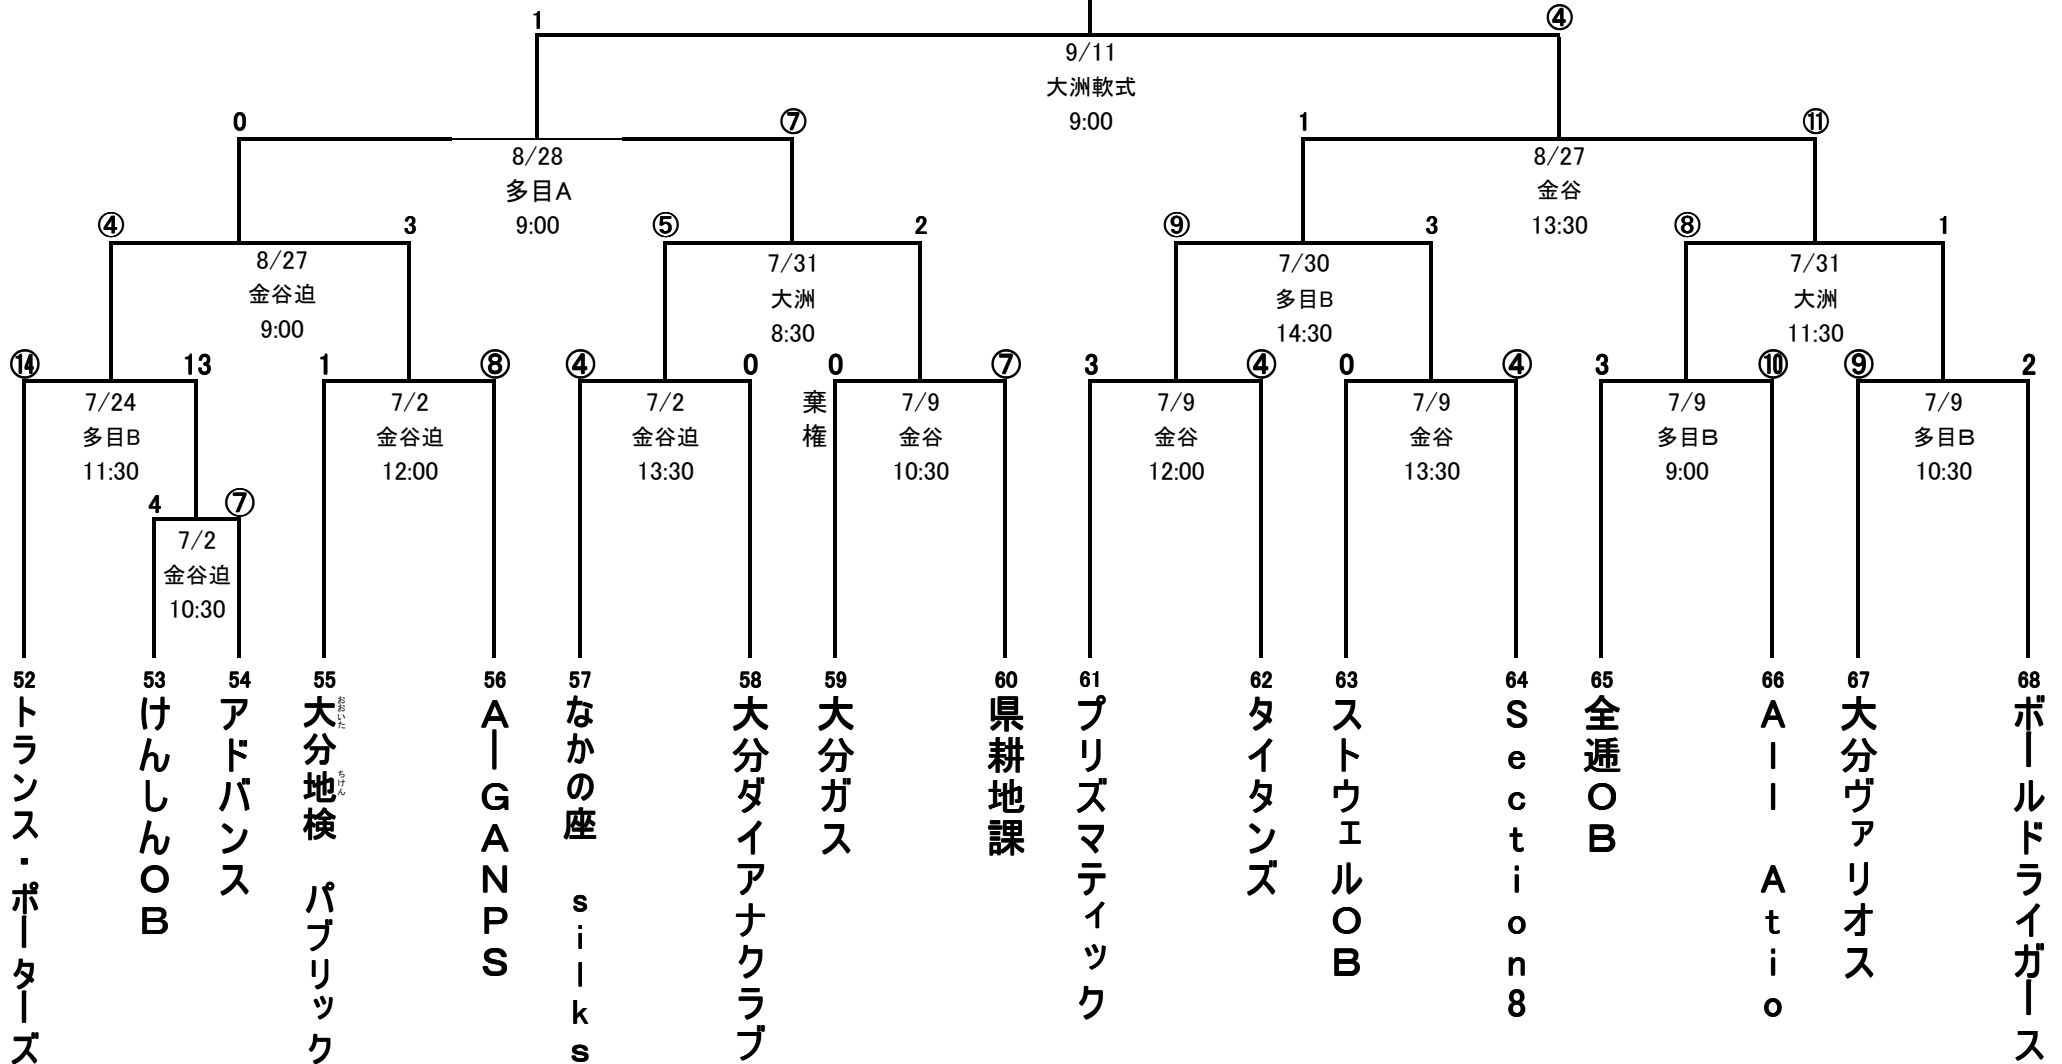 1 ④
9/11
大洲軟式
9:00
0 ⑦ 1 ⑪
8/28
多目A
9:00
8/27
金谷
13:30
④ 3 ⑤ 2 ⑨ 3 ⑧ 1
8/27
金谷迫
9:00
7/31
大洲
8:30
7/30
多目B
14:30
7/31
大洲
11:30
⑭ 13 1 ⑧ ④ 0 0 ⑦ 3 ④ 0 ④ 3 ⑩ ⑨ 2
7/24
多目B
11:30
7/2
金谷迫
12:00
7/2
金谷迫
13:30
棄権
7/9
金谷
10:30
7/9
金谷
12:00
7/9
金谷
13:30
7/9
多目B
9:00
7/9
多目B
10:30
4 ⑦
7/2
金谷迫
10:30
52
トランス・ポーターズ
53
けんしんOB
54
アドバンス
55
大分地検 パブリック
おおいた
ちけん
56
A−GANPS
57
なかの座 silks
58
大分ダイアナクラブ
59
大分ガス
60
県耕地課
61
プリズマティック
62
タイタンズ
63
ストウェルOB
64
Section8
65
全逓OB
66
All Atio
67
大分ヴァリオス
68
ボールドライガース